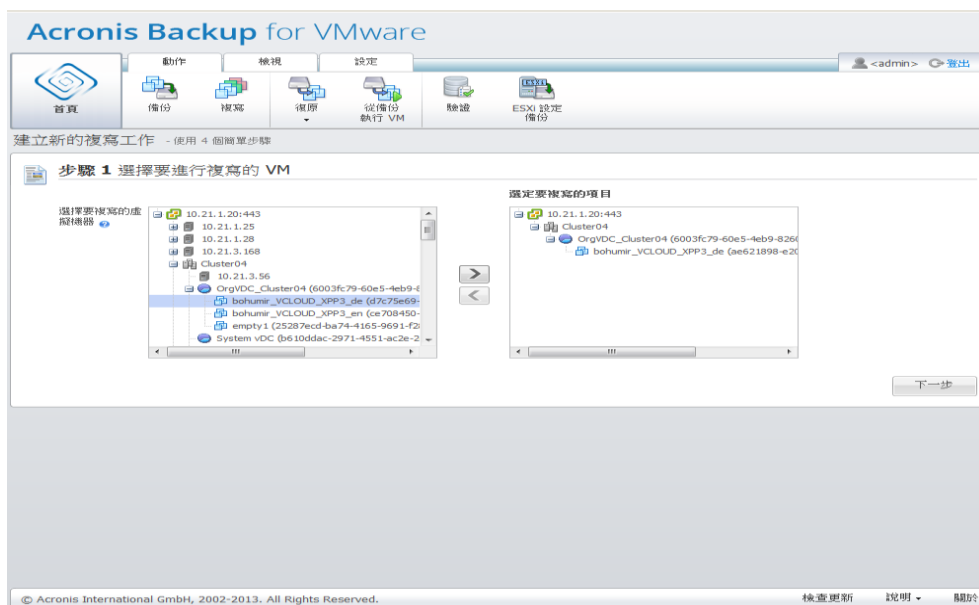 Acronis Backup for VMware
動作 檢視 設定
<admin> 登出
首頁
備份
複寫
復原
從備份
執行 VM
驗證
ESXi 設定
備份
建立新的複寫工作 - 使用 4 個簡單步驟
步驟 1 選擇要進行複寫的 VM
選擇要複寫的虛
擬機器
10.21.1.20:443
10.21.1.25
10.21.1.28
10.21.3.168
Cluster04
10.21.3.56
OrgVDC_Cluster04 (6003fc79-60e5-4eb9-8
bohumir_VCLOUD_XPP3_de (d7c75e69-
bohumir_VCLOUD_XPP3_en (ce708450-
empty1 (25287ecd-ba74-4165-9691-f2
System vDC (b610ddac-2971-4551-ac2e-2
選定要複寫的項目
10.21.1.20:443
Cluster04
OrgVDC_Cluster04 (6003fc79-60e5-4eb9-826
bohumir_VCLOUD_XPP3_de (ae621898-e20
下一步
© Acronis International GmbH, 2002-2013. All Rights Reserved.
檢查更新 說明 關於